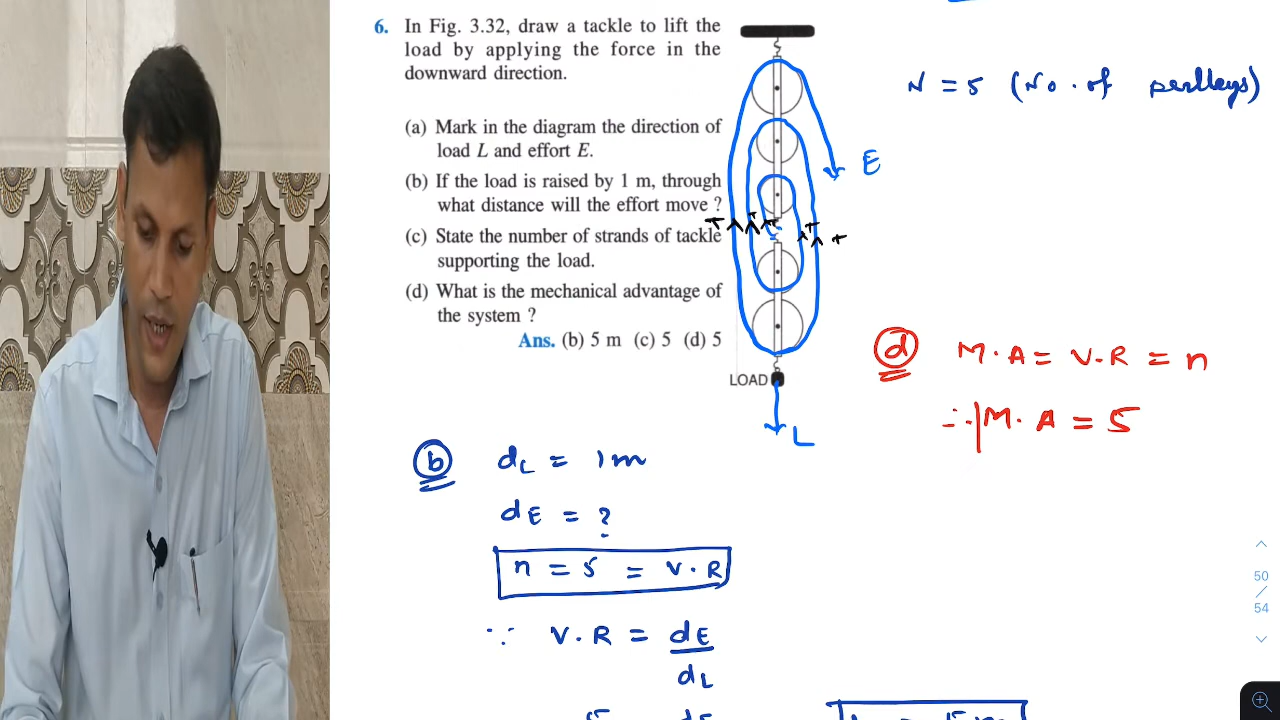 6. In Fig. 3.32, draw a tackle to lift the
load by applying the force in the
downward direction.
(a) Mark in the diagram the direction of
load L and effort E.
(b) If the load is raised by 1 m, through
what distance will the effort move ?
(c) State the number of strands of tackle
supporting the load.
(d) What is the mechanical advantage of
the system ?
Ans. (b) 5 m (c) 5 (d) 5
LOAD
E
L
T T T T T
N = 5 (No. of pulleys)
(d) M.A = V.R = n
∴ M.A = 5
(b) dL = 1m
dE = ?
n = 5 = V.R
∵ V.R = dE
dL
50
/
54